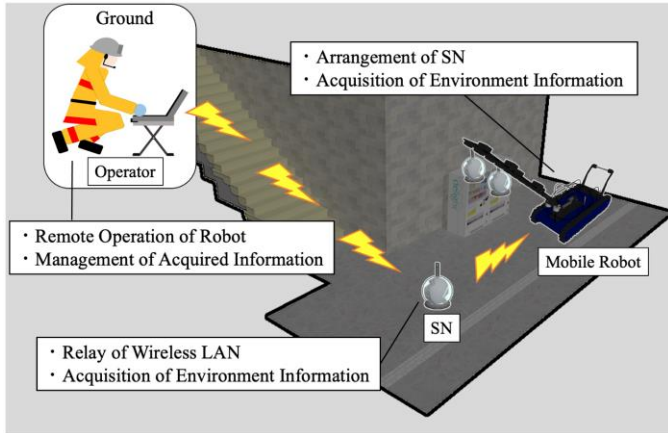 Ground
Operator
・Remote Operation of Robot
・Management of Acquired Information
・Arrangement of SN
・Acquisition of Environment Information
Mobile Robot
SN
・Relay of Wireless LAN
・Acquisition of Environment Information